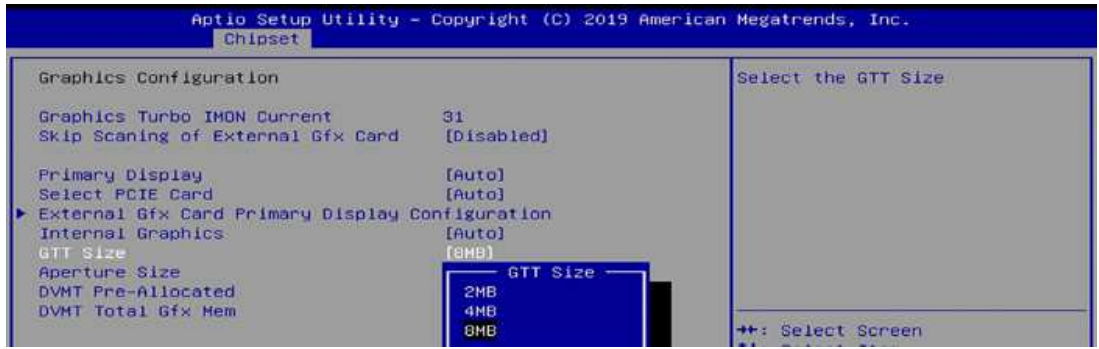 Aptio Setup Utility – Copyright (C) 2019 American Megatrends, Inc.
Chipset
Graphics Configuration
Select the GTT Size
Graphics Turbo IMON Current 31
Skip Scaning of External Gfx Card [Disabled]
Primary Display [Auto]
Select PCIE Card [Auto]
External Gfx Card Primary Display Configuration
Internal Graphics [Auto]
GTT Size [8MB]
Aperture Size
DVMT Pre-Allocated
DVMT Total Gfx Mem
GTT Size
2MB
4MB
8MB
→←: Select Screen